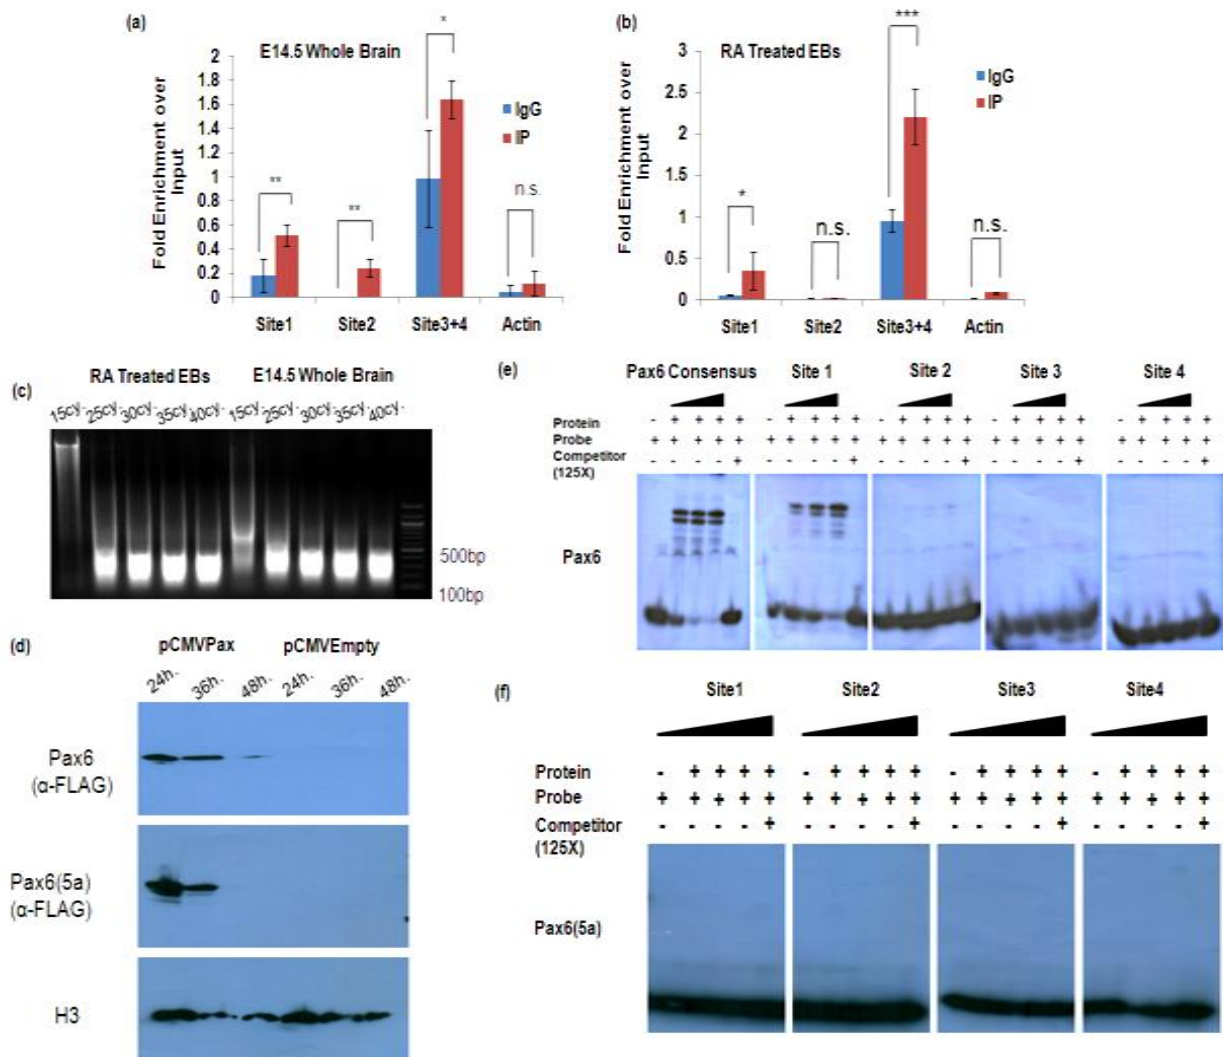 (a)
E14.5 Whole Brain
Fold Enrichment over
Input
2
1.8
1.6
1.4
1.2
1
0.8
0.6
0.4
0.2
0
**
**
*
n.s.
IgG
IP
Site1
Site2
Site3+4
Actin
(b)
RA Treated EBs
Fold Enrichment over
Input
3
2.5
2
1.5
1
0.5
0
*
n.s.
***
n.s.
IgG
IP
Site1
Site2
Site3+4
Actin
(c)
RA Treated EBs E14.5 Whole Brain
15cy. 25cy. 30cy. 35cy. 40cy. 15cy. 25cy. 30cy. 35cy. 40cy.
500bp
100bp
(d)
pCMVPax pCMVEmpty
24h. 36h. 48h. 24h. 36h. 48h.
Pax6
(α-FLAG)
Pax6(5a)
(α-FLAG)
H3
(e)
Pax6 Consensus Site 1 Site 2 Site 3 Site 4
Protein - + + + + - + + + + - + + + + - + + + + - + + + +
Probe + + + + + + + + + + + + + + + + + + + + + + + + +
Competitor - - - - + - - - - + - - - - + - - - - + - - - - +
(125X)
Pax6
(f)
Site1 Site2 Site3 Site4
Protein - + + + + - + + + + - + + + + - + + + +
Probe + + + + + + + + + + + + + + + + + + + +
Competitor - - - - + - - - - + - - - - + - - - - +
(125X)
Pax6(5a)